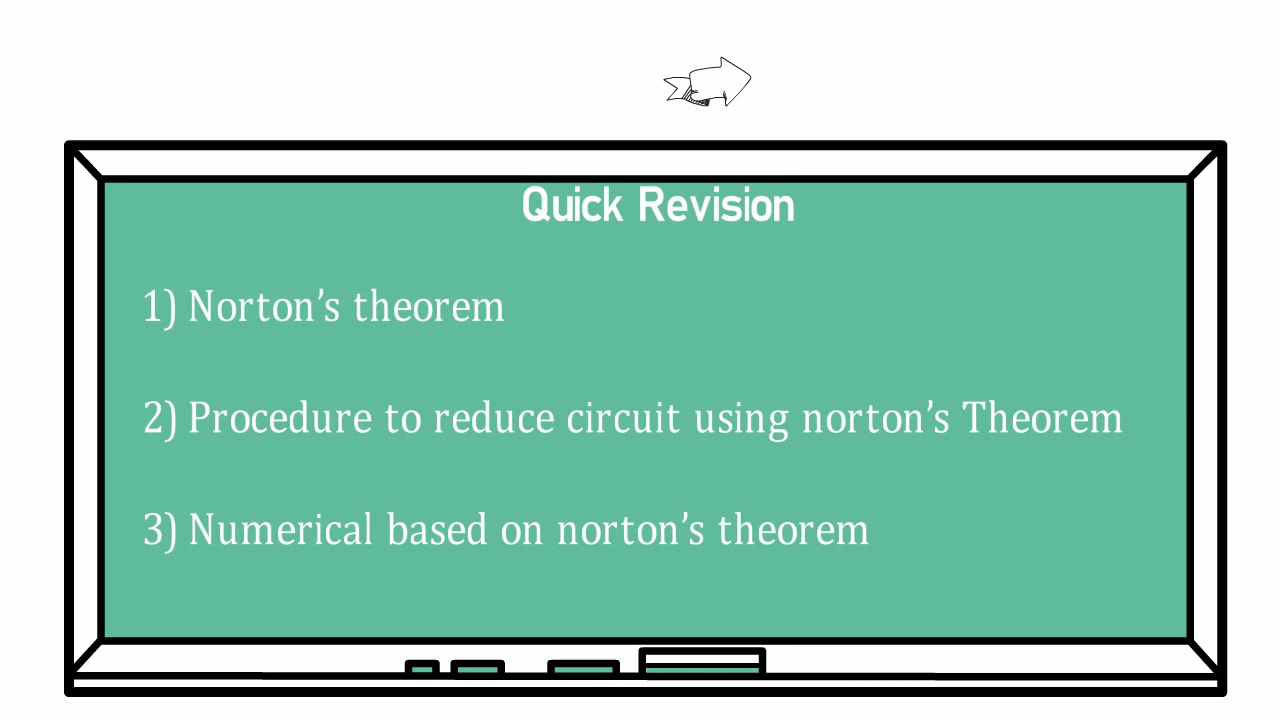 Quick Revision
1) Norton’s theorem
2) Procedure to reduce circuit using norton’s Theorem
3) Numerical based on norton’s theorem